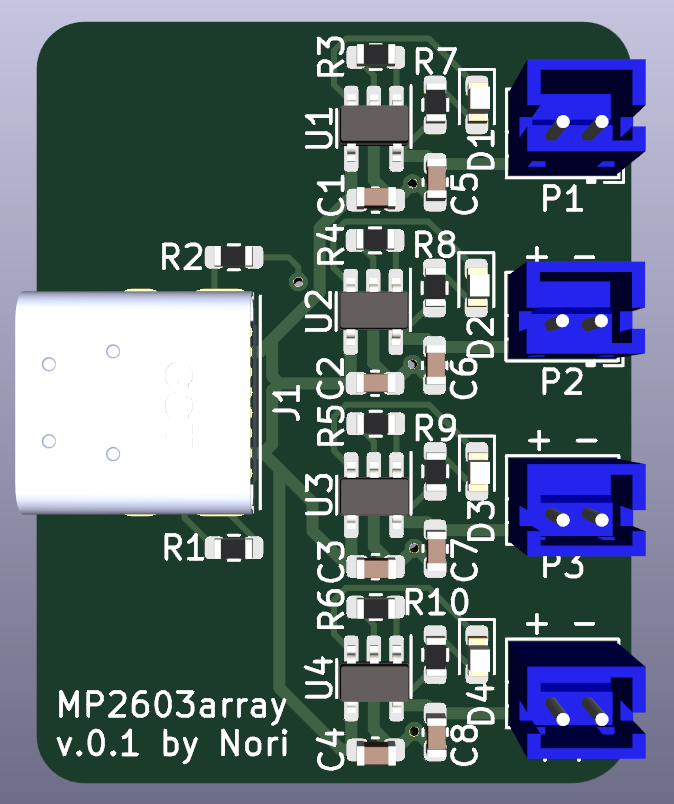 R3
R7
U1
D1
C1
C5
P1
R4
R8
+ -
R2
U2
D2
C2
C6
P2
J1
R5
R9
+ -
U3
D3
R1
C3
C7
P3
R6
R10
+ -
U4
D4
MP2603array
v.0.1 by Nori
C4
C8